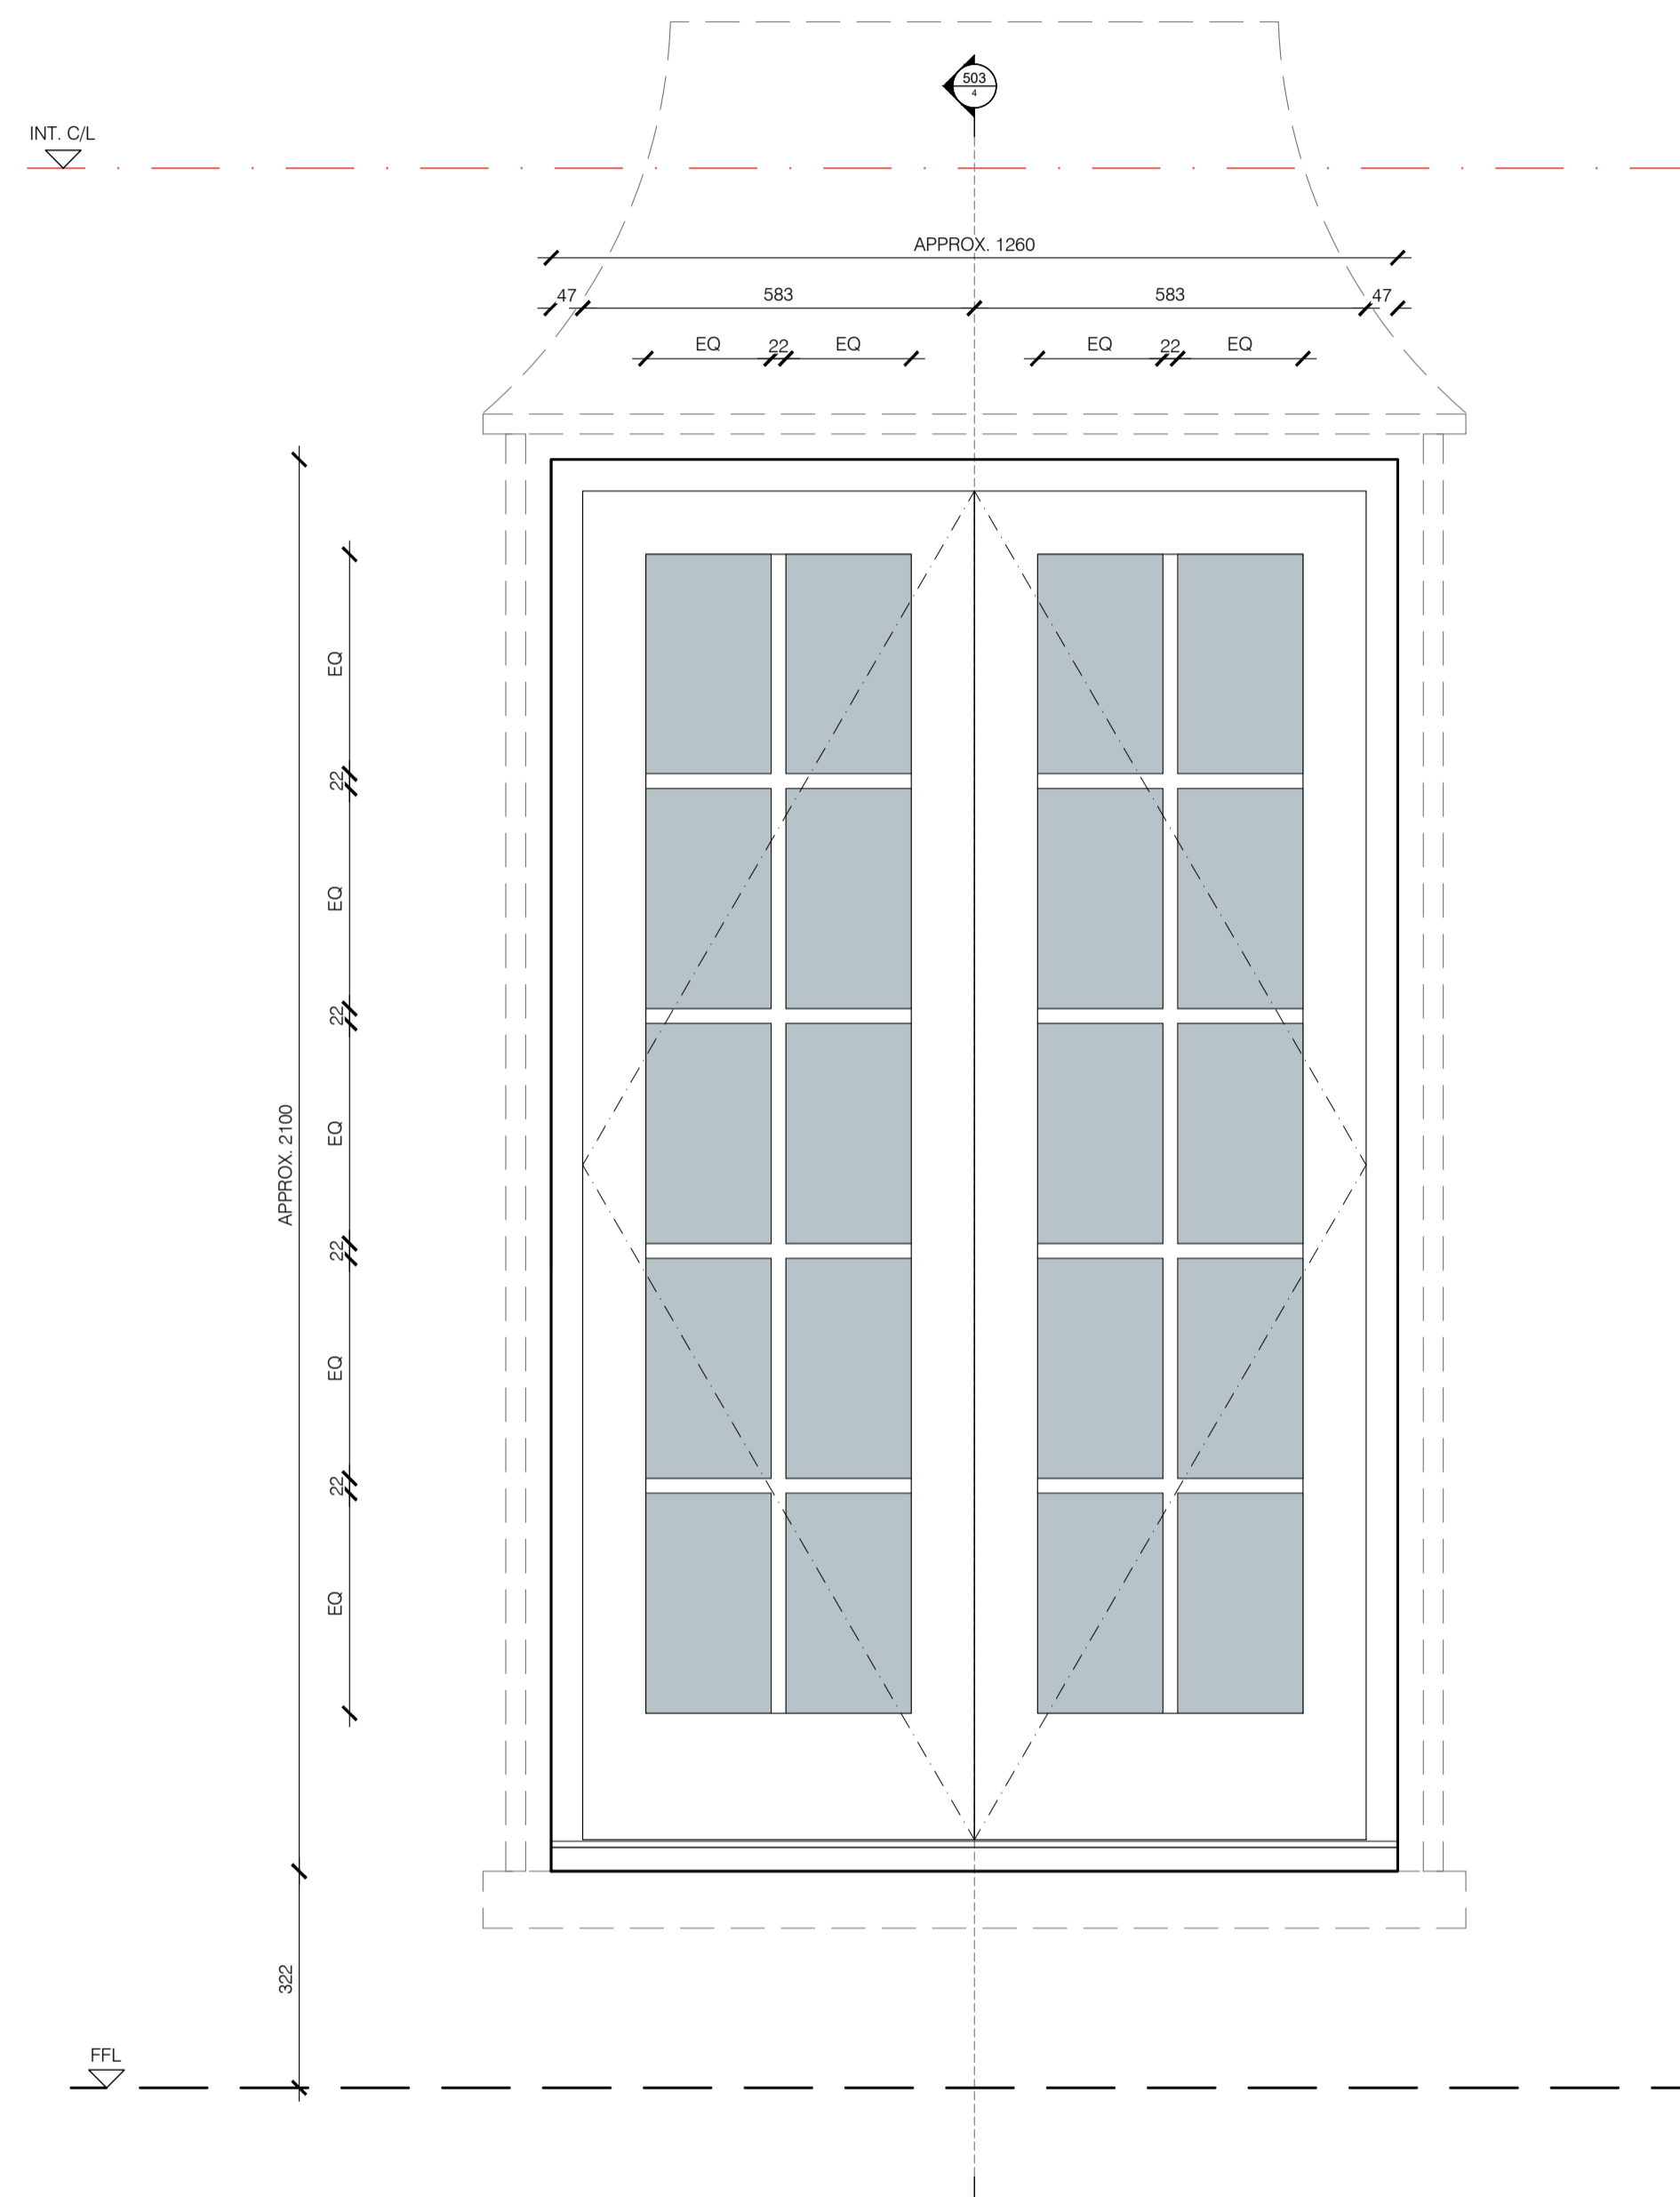 503
4
INT. C/L
APPROX. 1260
47 583 583 47
EQ 22 EQ EQ 22 EQ
EQ
22
EQ
22
APPROX. 2100
EQ
22
EQ
22
EQ
322
FFL